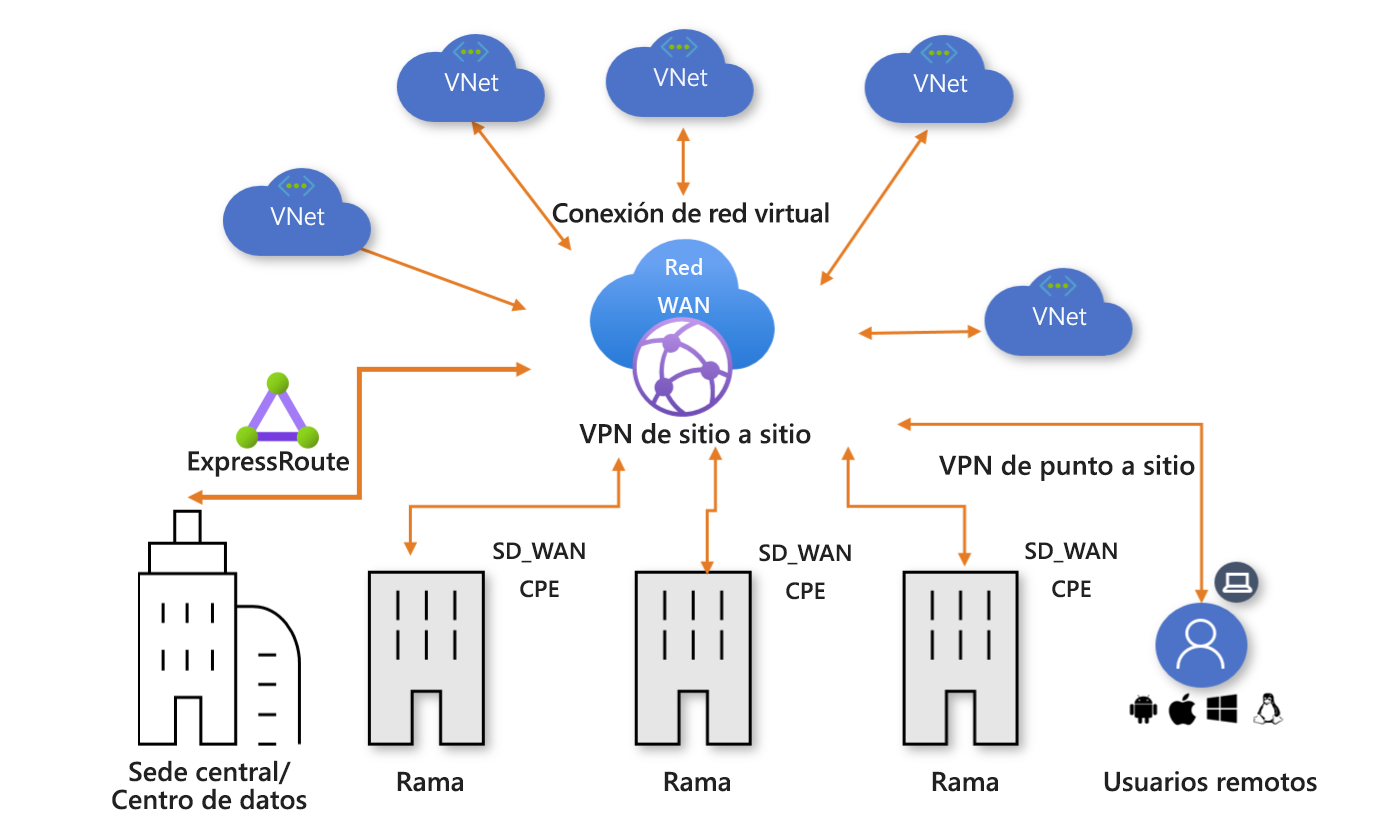 VNet
VNet
VNet
VNet
Conexión de red virtual
Red
WAN
VNet
VPN de sitio a sitio
ExpressRoute
VPN de punto a sitio
SD_WAN
CPE
SD_WAN
CPE
SD_WAN
CPE
Sede central/
Centro de datos
Rama
Rama
Rama
Usuarios remotos